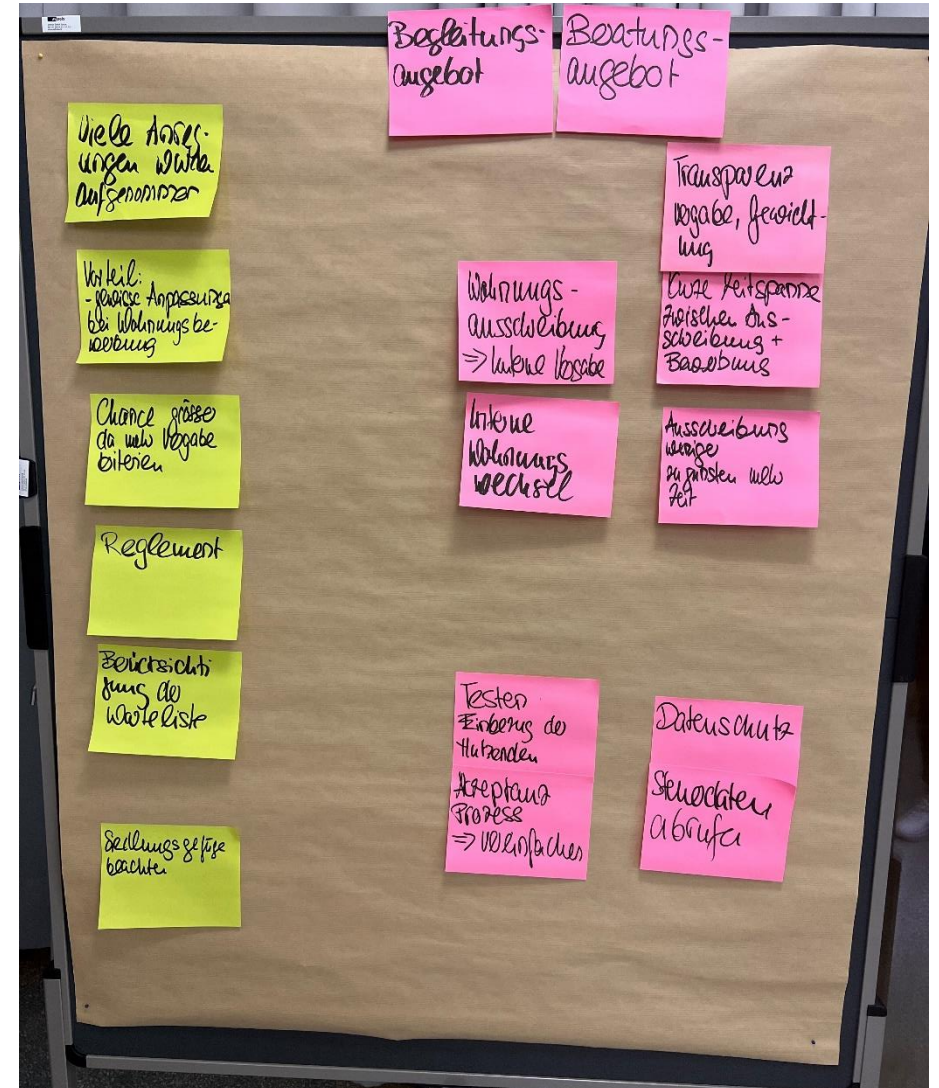 Begleitungs-
angebot
Beratungs-
angebot
Viele Anreg-
ungen wurden
aufgenommen
Vorteil:
- gewisse Anpassungen
bei Wohnungsbe-
werbung
Chance grösser
da mehr Vergabe
kriterien
Reglement
Berücksichti
gung der
Warteliste
Siedlungsgefüge
beachten
Wohnungs-
ausschreibung
⇒ Interne Vergabe
Interne
Wohnungs
wechsel
Testen
Einbezug der
Nutzenden
Akzeptanz
Prozess
⇒ vereinfachen
Transparenz
Vergabe, Gewicht-
ung
Kurze Zeitspanne
zwischen Aus-
schreibung +
Bewerbung
Ausschreibung
weniger
zu gunsten mehr
Zeit
Datenschutz
Steuerdaten
abrufen